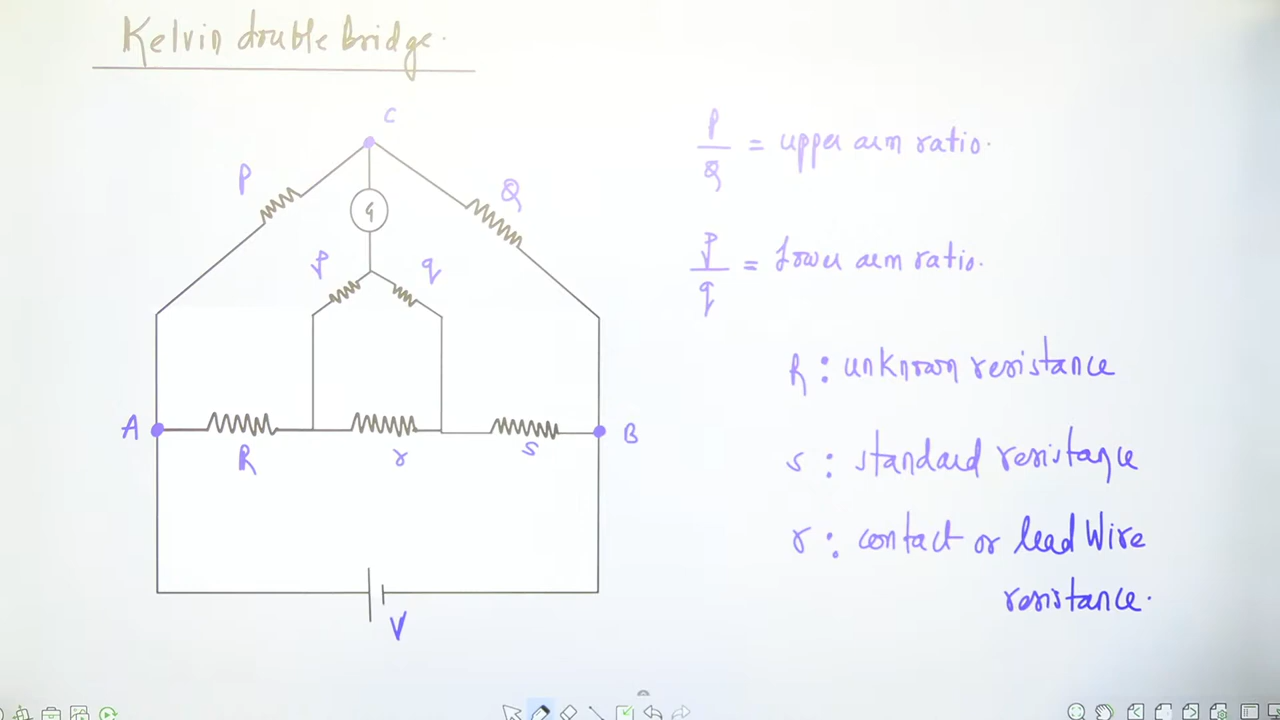 Kelvin double bridge.
C
P
Q
G
p
q
A
B
R
r
s
V
P/Q = upper arm ratio.
p/q = lower arm ratio.
R : unknown resistance
s : standard resistance
r : contact or lead wire
resistance.